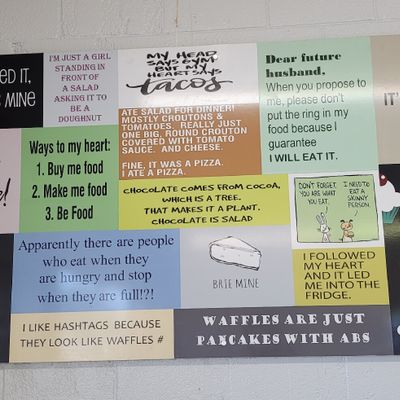 ED IT,
S MINE
I'M JUST A GIRL
STANDING IN
FRONT OF
A SALAD
ASKING IT TO
BE A
DOUGHNUT
MY HEAD
SAYS GYM
BUT MY
HEART SAYS
tacos
Dear future
husband,
When you propose to
me, please don't
put the ring in my
food because I
guarantee
I WILL EAT IT.
IT'
ATE SALAD FOR DINNER!
MOSTLY CROUTONS &
TOMATOES. REALLY JUST
ONE BIG, ROUND CROUTON
COVERED WITH TOMATO
SAUCE. AND CHEESE.
FINE, IT WAS A PIZZA.
I ATE A PIZZA.
e!
Ways to my heart:
1. Buy me food
2. Make me food
3. Be Food
CHOCOLATE COMES FROM COCOA,
WHICH IS A TREE.
THAT MAKES IT A PLANT.
CHOCOLATE IS SALAD
DON'T FORGET,
YOU ARE
WHAT YOU
EAT.
I NEED TO
EAT A
SKINNY
PERSON.
Apparently there are people
who eat when they
are hungry and stop
when they are full!?!
BRIE MINE
I FOLLOWED
MY HEART
AND IT LED
ME INTO THE
FRIDGE.
I LIKE HASHTAGS BECAUSE
THEY LOOK LIKE WAFFLES #
WAFFLES ARE JUST
PANCAKES WITH ABS